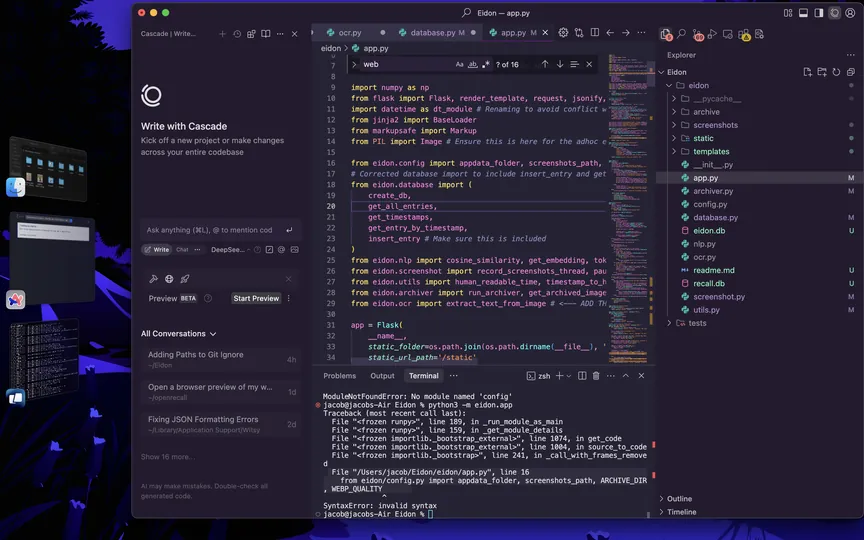 Eidon — app.py
Cascade | Write...
Write with Cascade
Kick off a new project or make changes
across your entire codebase
Ask anything (⌘L), @ to mention cod
Write
Chat
DeepSee...
Preview BETA
Start Preview
All Conversations
Adding Paths to Git Ignore
~/Eidon
4h
Open a browser preview of my w...
~/openrecall
1d
Fixing JSON Formatting Errors
~/Library/Application Support/Witsy
2d
Show 16 more...
AI may make mistakes. Double-check all
generated code.
ocr.py
database.py M
app.py M
eidon > app.py
web
Aa
ab
? of 16
7
8
9 import numpy as np
10 from flask import Flask, render_template, request, jsonify,
11 import datetime as dt_module # Renaming to avoid conflict w
12 from jinja2 import BaseLoader
13 from markupsafe import Markup
14 from PIL import Image # Ensure this is here for the adhoc e
15
16 from eidon.config import appdata_folder, screenshots_path,
17 # Corrected database import to include insert_entry and get
18 from eidon.database import (
19 create_db,
20 get_all_entries,
21 get_timestamps,
22 get_entry_by_timestamp,
23 insert_entry # Make sure this is included
24 )
25 from eidon.nlp import cosine_similarity, get_embedding, tok
26 from eidon.screenshot import record_screenshots_thread, pau
27 from eidon.utils import human_readable_time, timestamp_to_h
28 from eidon.archiver import run_archiver, get_archived_image
29 from eidon.ocr import extract_text_from_image # <--- ADD TH
30
31 app = Flask(
32 __name__,
33 static_folder=os.path.join(os.path.dirname(__file__), '
34 static_url_path='/static'
Problems
Output
Terminal
zsh
ModuleNotFoundError: No module named 'config'
jacob@jacobs-Air Eidon % python3 -m eidon.app
Traceback (most recent call last):
File "<frozen runpy>", line 189, in _run_module_as_main
File "<frozen runpy>", line 159, in _get_module_details
File "<frozen importlib._bootstrap_external>", line 1074, in get_code
File "<frozen importlib._bootstrap_external>", line 1004, in source_to_code
File "<frozen importlib._bootstrap>", line 241, in _call_with_frames_remove
d
File "/Users/jacob/Eidon/eidon/app.py", line 16
from eidon/config.py import appdata_folder, screenshots_path, ARCHIVE_DIR
, WEBP_QUALITY
^
SyntaxError: invalid syntax
jacob@jacobs-Air Eidon %
Explorer
Eidon
eidon
__pycache__
archive
screenshots
static
templates
__init__.py
app.py M
archiver.py M
config.py
database.py M
eidon.db
nlp.py
ocr.py
readme.md
recall.db
screenshot.py M
utils.py M
tests
Outline
Timeline